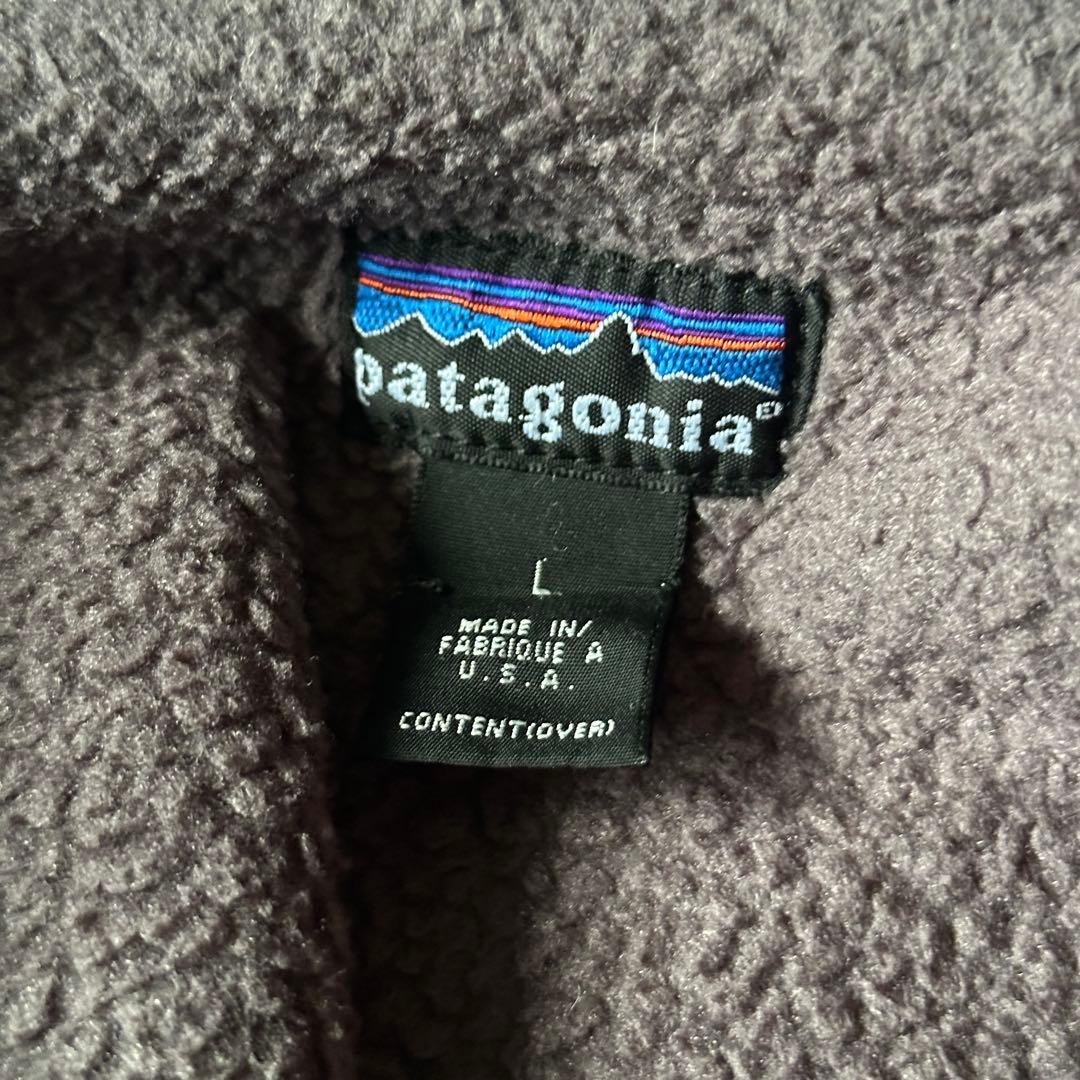 patagonia®
L
MADE IN/
FABRIQUE A
U.S.A.
CONTENT(OVER)